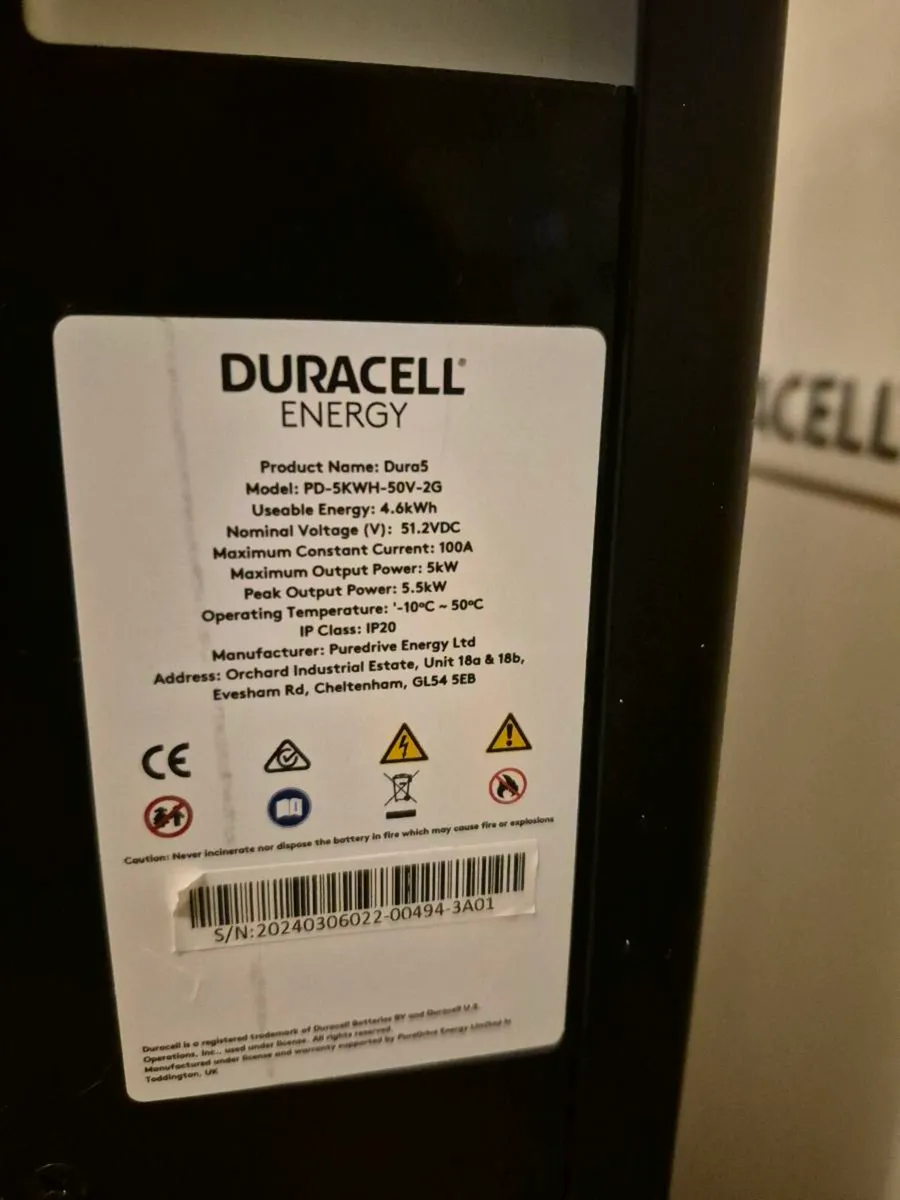 DURACELL®
ENERGY
Product Name: Dura5
Model: PD-5KWH-50V-2G
Useable Energy: 4.6kWh
Nominal Voltage (V): 51.2VDC
Maximum Constant Current: 100A
Maximum Output Power: 5kW
Peak Output Power: 5.5kW
Operating Temperature: '-10ºC ~ 50ºC
IP Class: IP20
Manufacturer: Puredrive Energy Ltd
Address: Orchard Industrial Estate, Unit 18a & 18b,
Evesham Rd, Cheltenham, GL54 5EB
CE
Caution: Never incinerate nor dispose the battery in fire which may cause fire or explosions
S/N:20240306022-00494-3A01
Duracell is a registered trademark of Duracell Batteries BV and Duracell U.S.
Operations, Inc., used under license. All rights reserved.
Manufactured under license and warranty supported by PureDrive Energy Limited in
Toddington, UK
ACELL